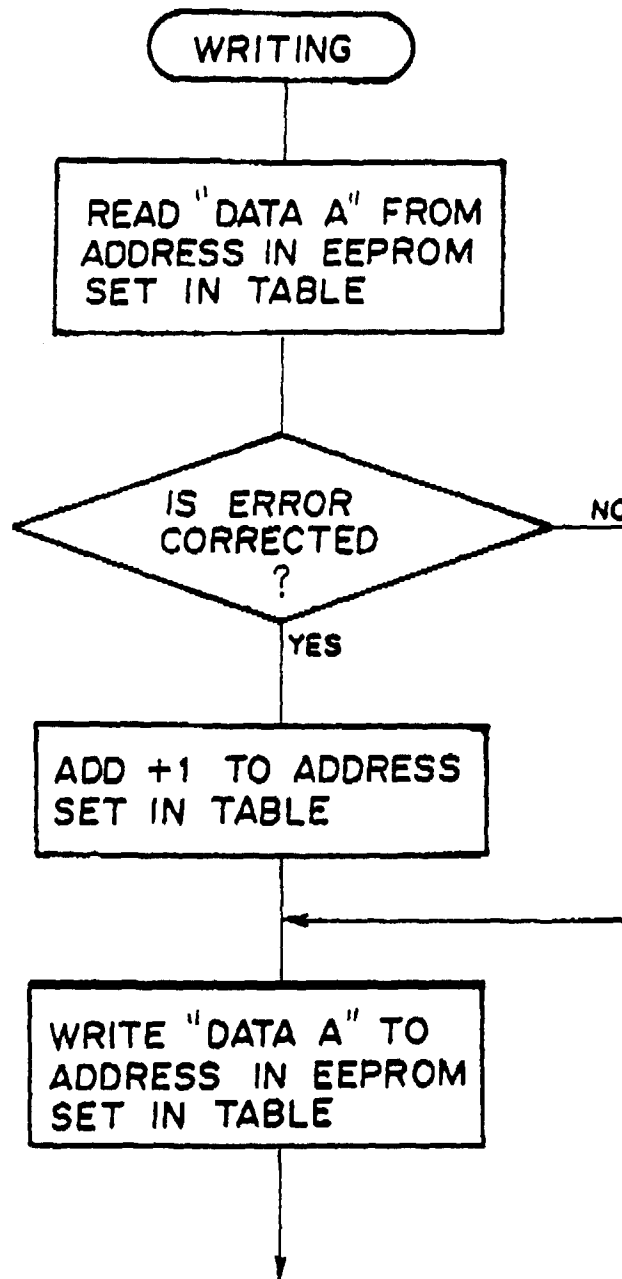 WRITING
READ "DATA A" FROM
ADDRESS IN EEPROM
SET IN TABLE
IS ERROR
CORRECTED
?
NO
YES
ADD +1 TO ADDRESS
SET IN TABLE
WRITE "DATA A" TO
ADDRESS IN EEPROM
SET IN TABLE